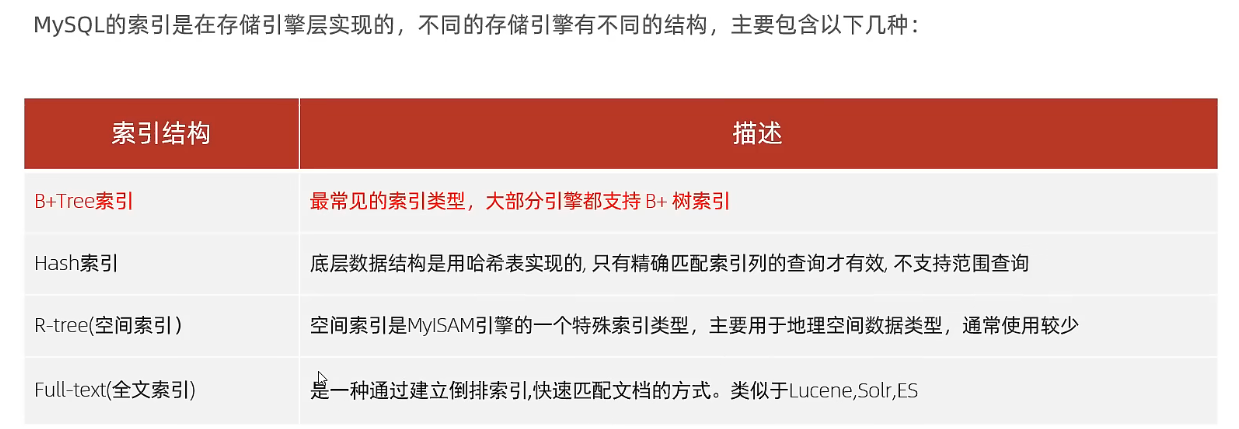 MySQL的索引是在存储引擎层实现的，不同的存储引擎有不同的结构，主要包含以下几种：
索引结构 描述
B+Tree索引 最常见的索引类型，大部分引擎都支持 B+ 树索引
Hash索引 底层数据结构是用哈希表实现的, 只有精确匹配索引列的查询才有效, 不支持范围查询
R-tree(空间索引） 空间索引是MyISAM引擎的一个特殊索引类型，主要用于地理空间数据类型，通常使用较少
Full-text(全文索引) 是一种通过建立倒排索引,快速匹配文档的方式。类似于Lucene,Solr,ES